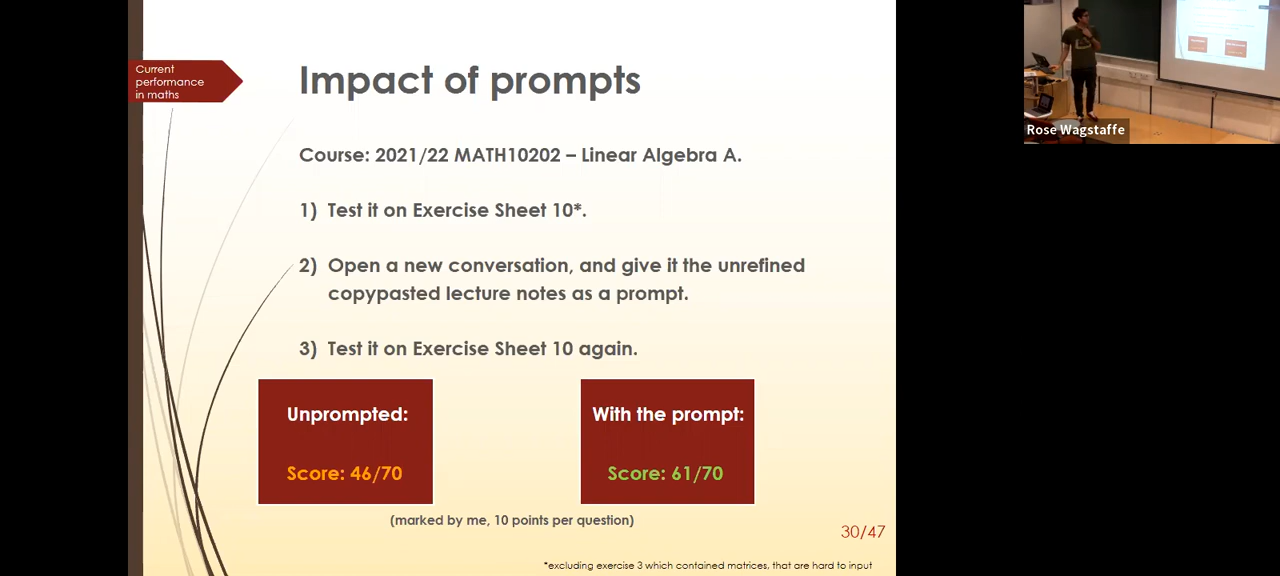 Current
performance
in maths
Impact of prompts
Course: 2021/22 MATH10202 – Linear Algebra A.
1) Test it on Exercise Sheet 10*.
2) Open a new conversation, and give it the unrefined
copypasted lecture notes as a prompt.
3) Test it on Exercise Sheet 10 again.
Unprompted:
Score: 46/70
With the prompt:
Score: 61/70
(marked by me, 10 points per question)
30/47
*excluding exercise 3 which contained matrices, that are hard to input
Rose Wagstaffe